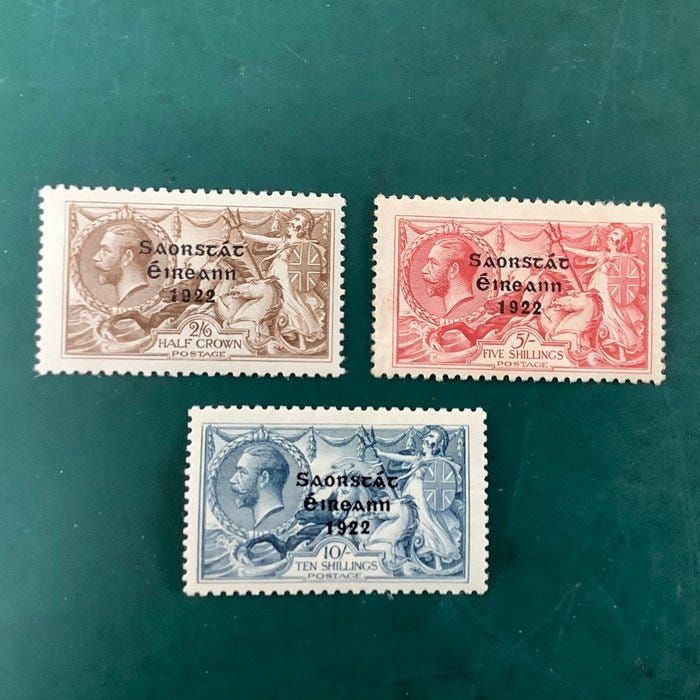 Saorstát
Éireann
1922
2/6
HALF CROWN
POSTAGE
Saorstát
Éireann
1922
5/-
FIVE SHILLINGS
POSTAGE
Saorstát
Éireann
1922
10/-
TEN SHILLINGS
POSTAGE